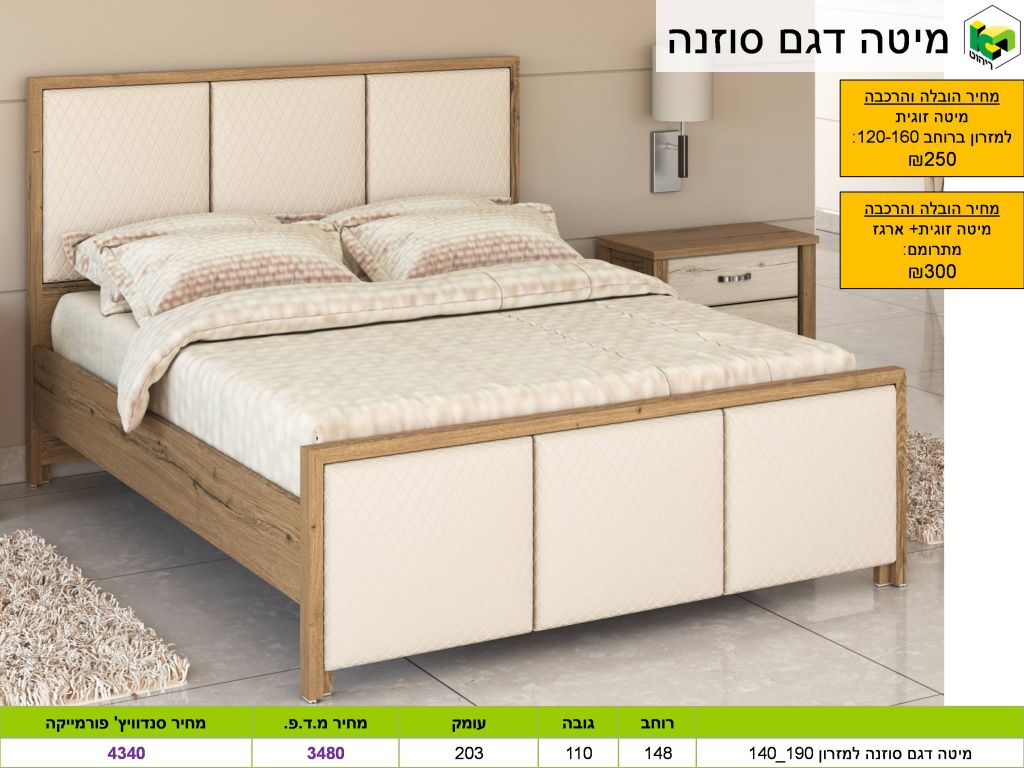 מיטה דגם סוזנה
ריהוט
מחיר הובלה והרכבה
מיטה זוגית
למזרון ברוחב 120-160:
₪250
מחיר הובלה והרכבה
מיטה זוגית+ ארגז
מתרומם:
₪300
רוחב גובה עומק מחיר מ.ד.פ. מחיר סנדוויץ' פורמייקה
מיטה דגם סוזנה למזרון 190_140 148 110 203 3480 4340